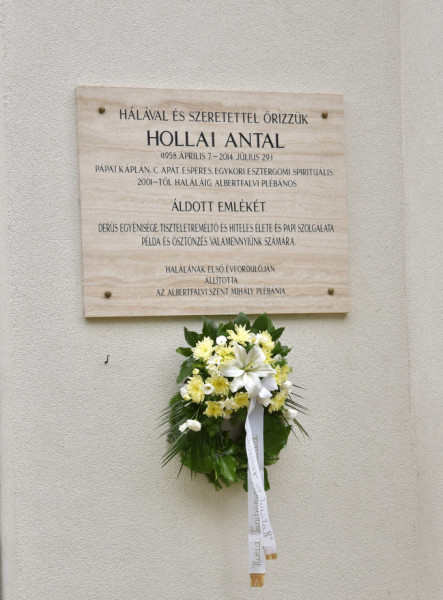 HÁLÁVAL ÉS SZERETETTEL ŐRIZZÜK
HOLLAI ANTAL
(1958. ÁPRILIS 7.–2014. JÚLIUS 29.)
PÁPAI KÁPLÁN, C. APÁT, ESPERES, EGYKORI ESZTERGOMI SPIRITUÁLIS,
2001–TŐL HALÁLÁIG ALBERTFALVI PLÉBÁNOS
ÁLDOTT EMLÉKÉT.
DERŰS EGYÉNISÉGE, TISZTELETREMÉLTÓ ÉS HITELES ÉLETE ÉS PAPI SZOLGÁLATA
PÉLDA ÉS ÖSZTÖNZÉS VALAMENNYIÜNK SZÁMÁRA.
HALÁLÁNAK ELSŐ ÉVFORDULÓJÁN
ÁLLÍTOTTA
AZ ALBERTFALVI SZENT MIHÁLY PLÉBÁNIA